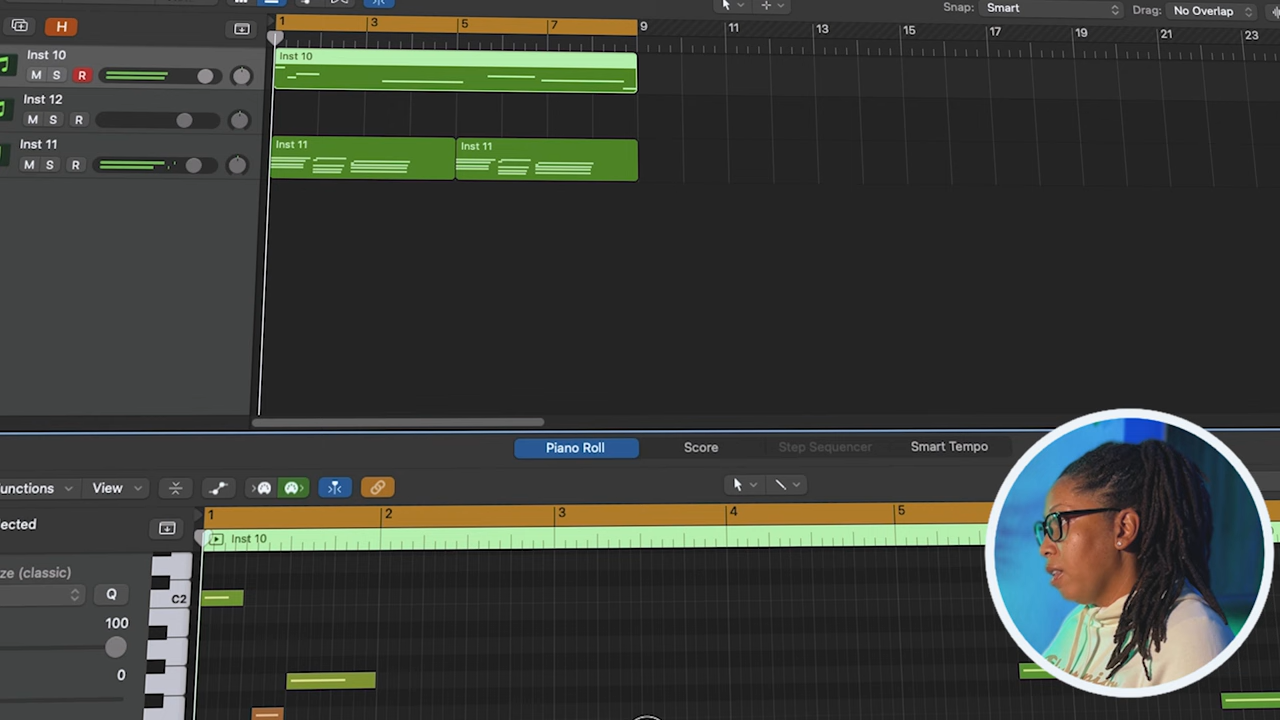 Snap: Smart Drag: No Overlap
H 1 3 5 7 9 11 13 15 17 19 21 23
Inst 10
M S R
Inst 10
Inst 12
M S R
Inst 11
M S R
Inst 11 Inst 11
Piano Roll Score Step Sequencer Smart Tempo
unctions View
1 2 3 4 5
ected
Inst 10
ze (classic)
Q
C2
100
0